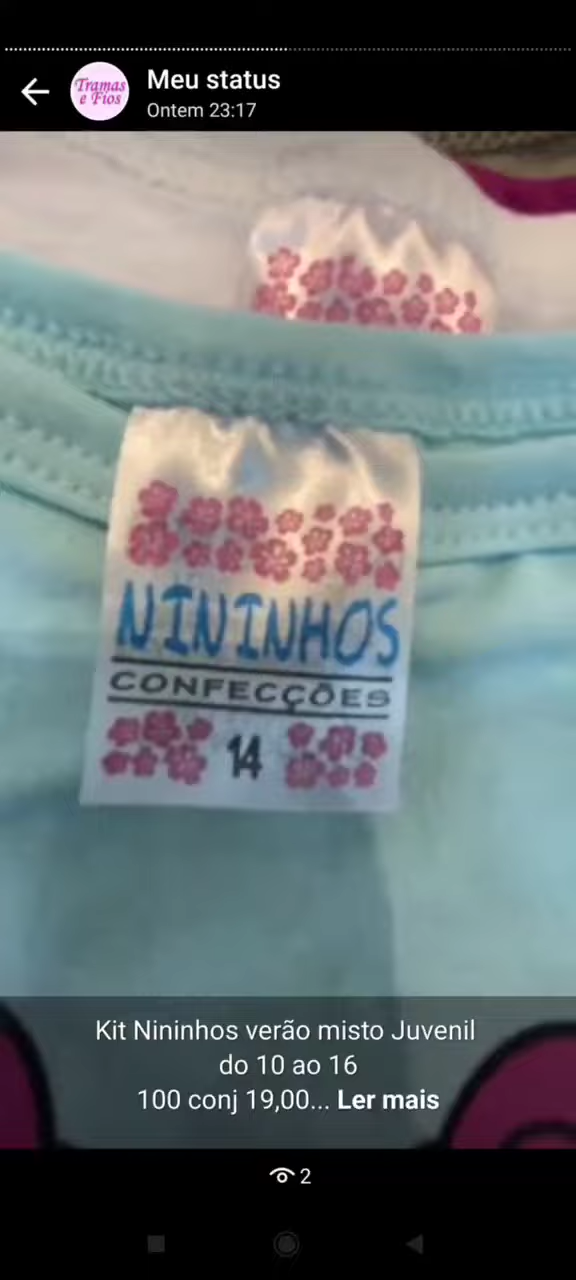 Tramas
e Fios
Meu status
Ontem 23:17
NININHOS
CONFECÇÕES
14
Kit Nininhos verão misto Juvenil
do 10 ao 16
100 conj 19,00... Ler mais
2